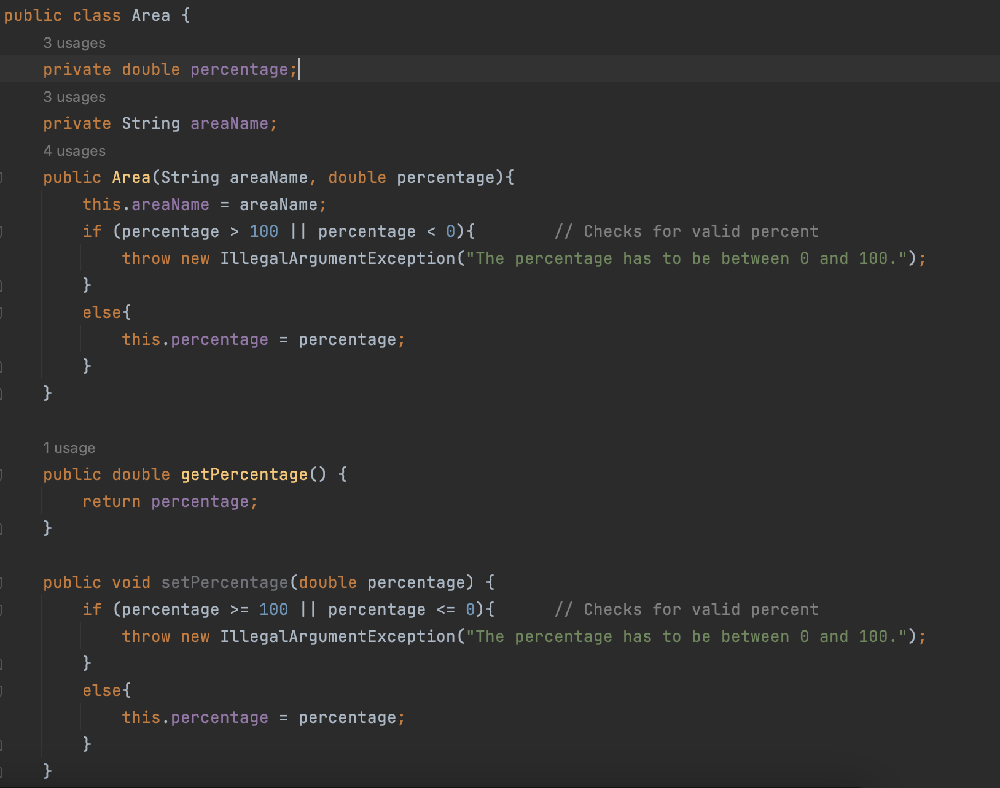 public class Area {
3 usages
private double percentage;
3 usages
private String areaName;
4 usages
public Area(String areaName, double percentage){
this.areaName = areaName;
if (percentage > 100 || percentage < 0){        // Checks for valid percent
throw new IllegalArgumentException("The percentage has to be between 0 and 100.");
}
else{
this.percentage = percentage;
}
}
1 usage
public double getPercentage() {
return percentage;
}
public void setPercentage(double percentage) {
if (percentage >= 100 || percentage <= 0){      // Checks for valid percent
throw new IllegalArgumentException("The percentage has to be between 0 and 100.");
}
else{
this.percentage = percentage;
}
}